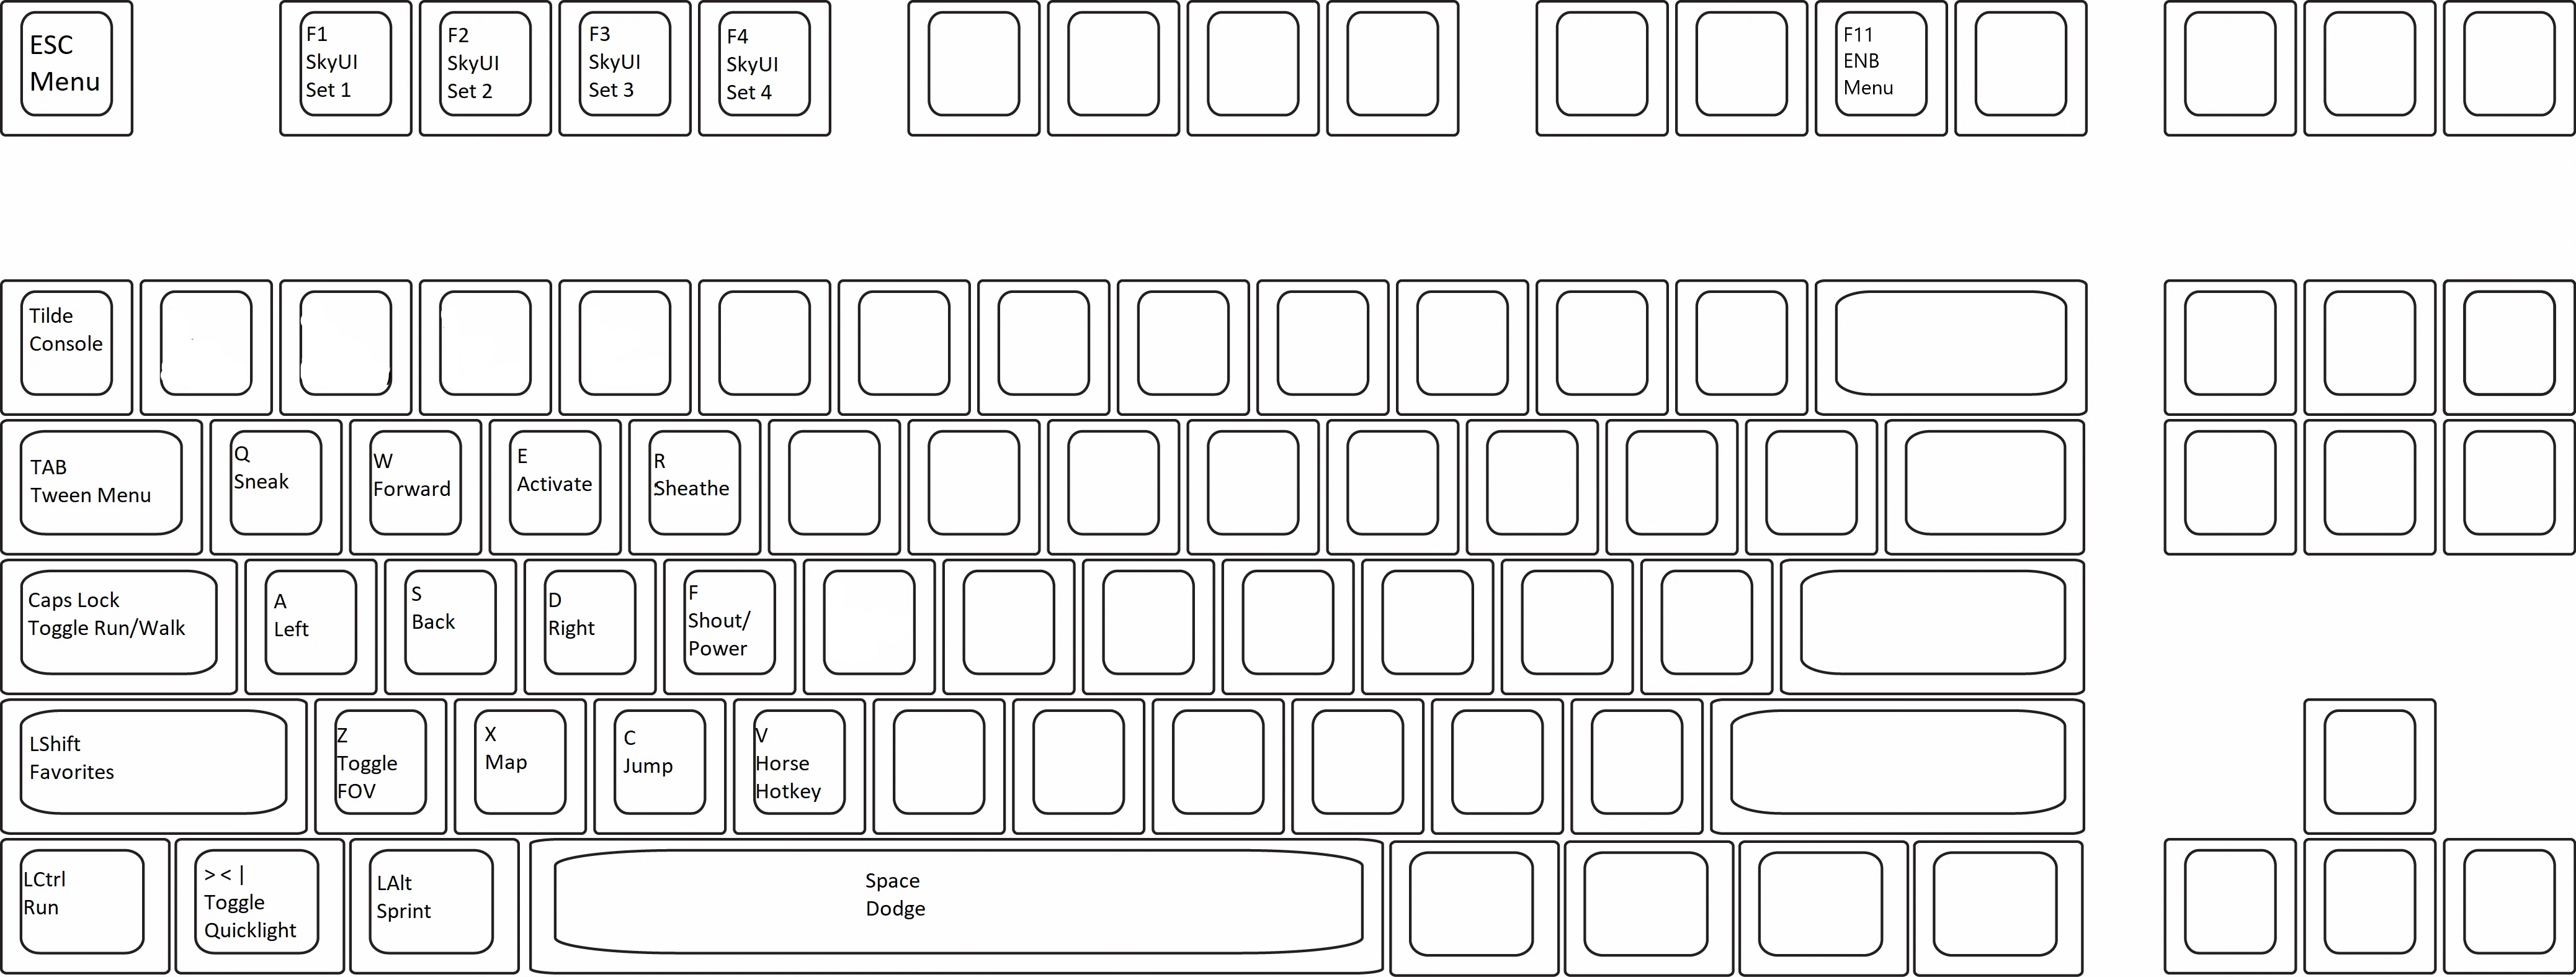 ESC
Menu
F1
SkyUI
Set 1
F2
SkyUI
Set 2
F3
SkyUI
Set 3
F4
SkyUI
Set 4
F11
ENB
Menu
Tilde
Console
TAB
Tween Menu
Q
Sneak
W
Forward
E
Activate
R
Sheathe
Caps Lock
Toggle Run/Walk
A
Left
S
Back
D
Right
F
Shout/
Power
LShift
Favorites
Z
Toggle
FOV
X
Map
C
Jump
V
Horse
Hotkey
LCtrl
Run
> < |
Toggle
Quicklight
LAlt
Sprint
Space
Dodge